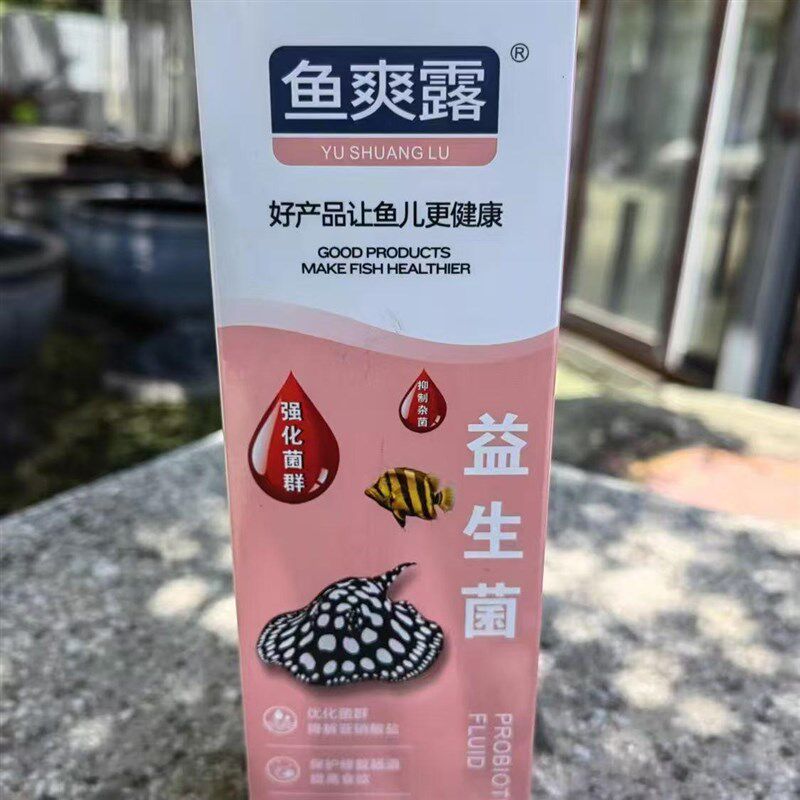 鱼爽露
®
YU SHUANG LU
好产品让鱼儿更健康
GOOD PRODUCTS
MAKE FISH HEALTHIER
强化菌群
抑制杂菌
益生菌
优化菌群
PROBIOT
FLUID